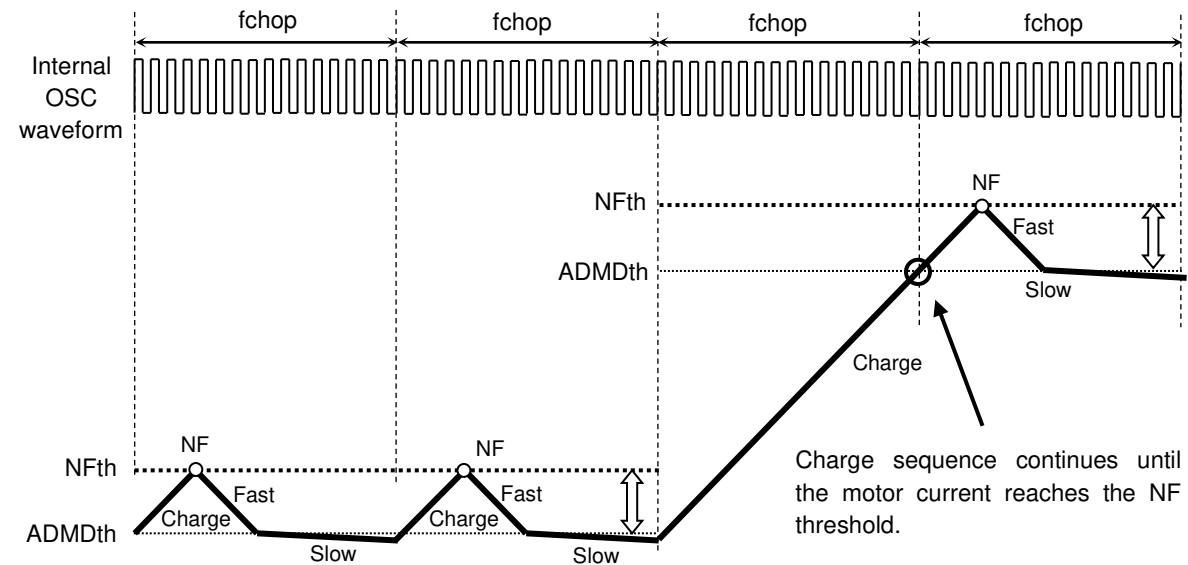 fchop fchop fchop fchop
Internal
OSC
waveform
NF
NFth
Fast
ADMDth
Slow
Charge
NF NF
NFth
Fast Fast
Charge Charge
ADMDth
Slow Slow
Charge sequence continues until
the motor current reaches the NF
threshold.